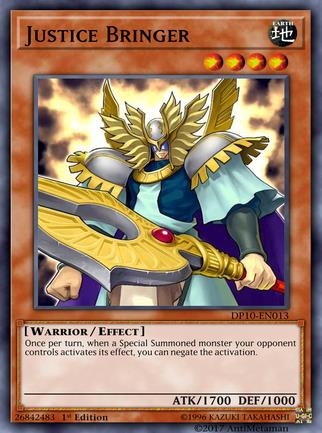 JUSTICE BRINGER
EARTH
地
DP10-EN013
[WARRIOR / EFFECT]
Once per turn, when a Special Summoned monster your opponent
controls activates its effect, you can negate the activation.
ATK/1700 DEF/1000
26842483 1st Edition ©1996 KAZUKI TAKAHASHI
©2017 AntiMetaman